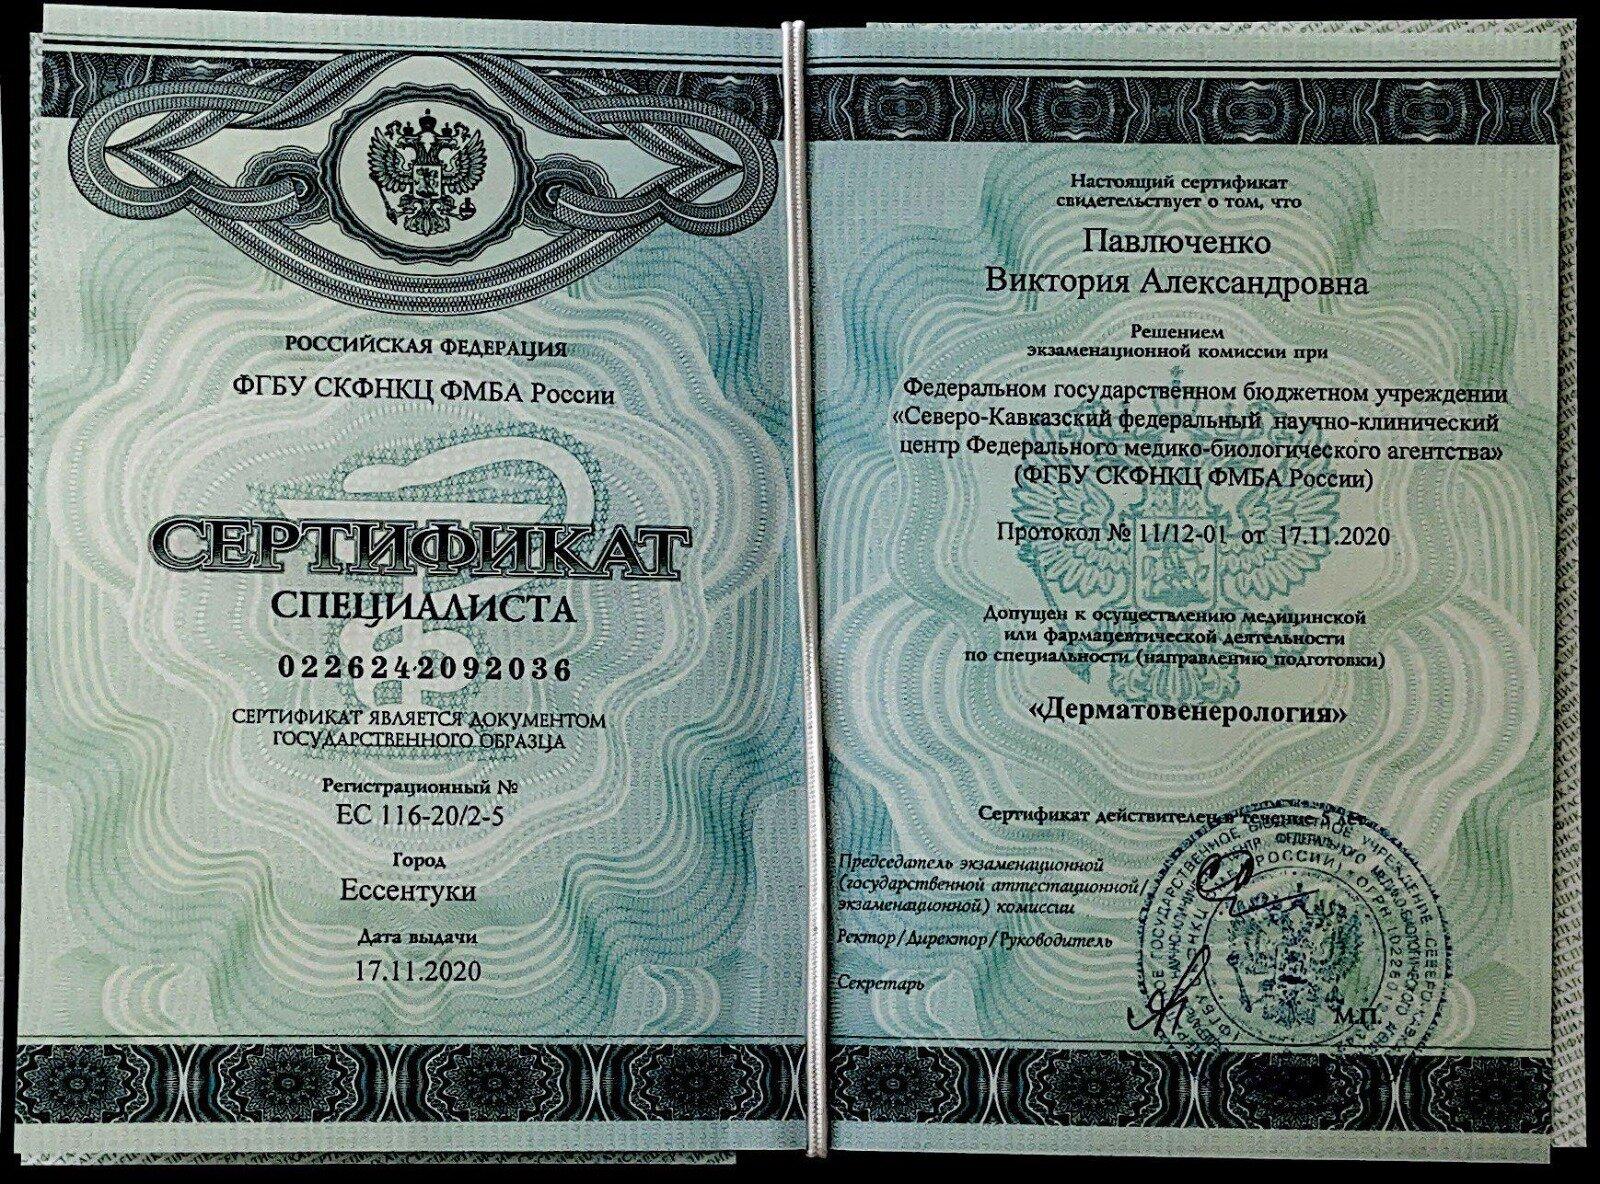 РОССИЙСКАЯ ФЕДЕРАЦИЯ
ФГБУ СКФНКЦ ФМБА России
СЕРТИФИКАТ
СПЕЦИАЛИСТА
0226242092036
СЕРТИФИКАТ ЯВЛЯЕТСЯ ДОКУМЕНТОМ
ГОСУДАРСТВЕННОГО ОБРАЗЦА
Регистрационный №
ЕС 116-20/2-5
Город
Ессентуки
Дата выдачи
17.11.2020
Настоящий сертификат
свидетельствует о том, что
Павлюченко
Виктория Александровна
Решением
экзаменационной комиссии при
Федеральном государственном бюджетном учреждении
«Северо-Кавказский федеральный научно-клинический
центр Федерального медико-биологического агентства»
(ФГБУ СКФНКЦ ФМБА России)
Протокол № 11/12-01 от 17.11.2020
Допущен к осуществлению медицинской
или фармацевтической деятельности
по специальности (направлению подготовки)
«Дерматовенерология»
Сертификат действителен в течение 5 лет
Председатель экзаменационной
(государственной аттестационной/
экзаменационной) комиссии
Ректор/Директор/Руководитель
Секретарь
М.П.